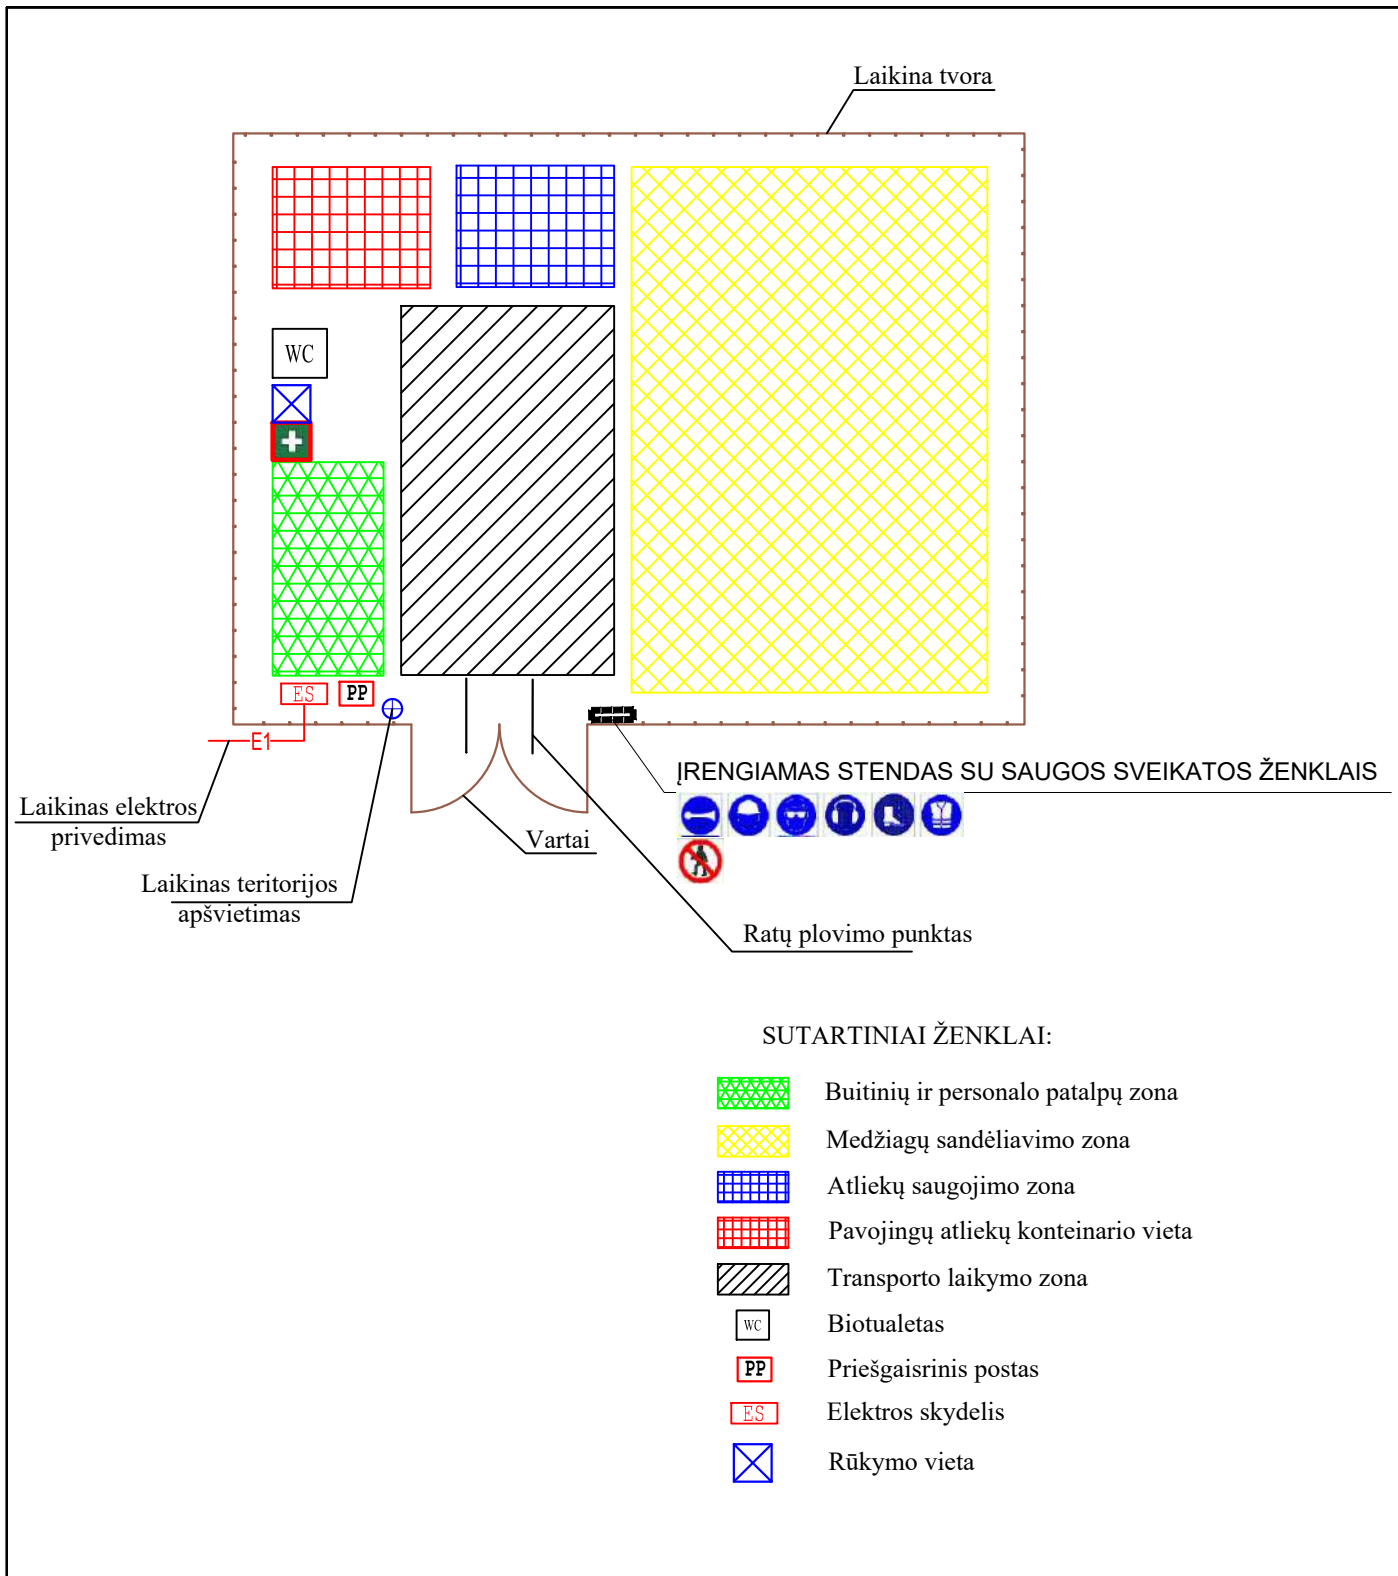 Laikina tvora
WC
ES
PP
E1
ĮRENGIAMAS STENDAS SU SAUGOS SVEIKATOS ŽENKLAIS
Laikinas elektros
privedimas
Vartai
Laikinas teritorijos
apšvietimas
Ratų plovimo punktas
SUTARTINIAI ŽENKLAI:
Buitinių ir personalo patalpų zona
Medžiagų sandėliavimo zona
Atliekų saugojimo zona
Pavojingų atliekų konteinario vieta
Transporto laikymo zona
WC Biotualetas
PP Priešgaisrinis postas
ES Elektros skydelis
Rūkymo vieta